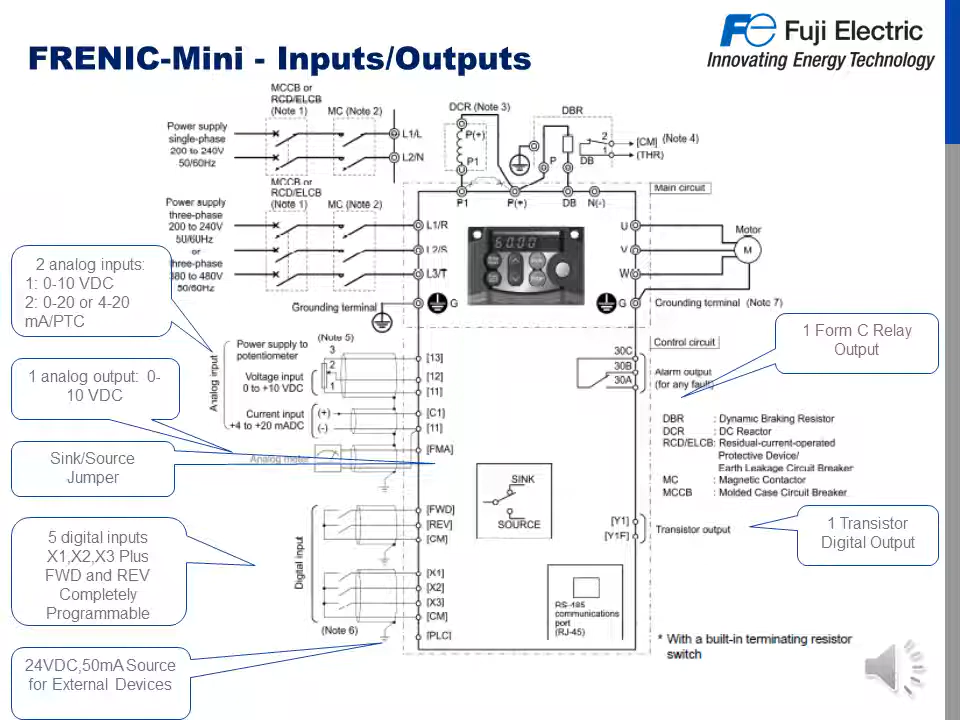 FRENIC-Mini - Inputs/Outputs
Fe Fuji Electric
Innovating Energy Technology
MCCB or
RCD/ELCB
(Note 1)
MC (Note 2)
Power supply
single-phase
200 to 240V
50/60Hz
L1/L
L2/N
DCR (Note 3)
P(+)
P1
DBR
P
DB
2
1
[CM]
(THR)
(Note 4)
P1
P(+)
DB
N(-)
Main circuit
MCCB or
RCD/ELCB
(Note 1)
MC (Note 2)
Power supply
three-phase
200 to 240V
50/60Hz
or
three-phase
380 to 480V
50/60Hz
L1/R
L2/S
L3/T
60.00
U
V
W
Motor
M
Grounding terminal
G
G
Grounding terminal (Note 7)
2 analog inputs:
1: 0-10 VDC
2: 0-20 or 4-20
mA/PTC
1 Form C Relay
Output
Control circuit
Analog input
Power supply to
potentiometer
(Note 5)
3
2
1
Voltage input
0 to +10 VDC
Current input
+4 to +20 mADC
(+)
(-)
[13]
[12]
[11]
[C1]
[11]
[FMA]
Analog meter
30C
30B
30A
Alarm output
(for any fault)
1 analog output: 0-
10 VDC
DBR : Dynamic Braking Resistor
DCR : DC Reactor
RCD/ELCB: Residual-current-operated
Protective Device/
Earth Leakage Circuit Breaker
MC : Magnetic Contactor
MCCB : Molded Case Circuit Breaker
Sink/Source
Jumper
SINK
SOURCE
5 digital inputs
X1,X2,X3 Plus
FWD and REV
Completely
Programmable
Digital input
[FWD]
[REV]
[CM]
[X1]
[X2]
[X3]
[CM]
[PLC]
(Note 6)
[Y1]
[Y1F]
Transistor output
1 Transistor
Digital Output
RS-485
communications
port
(RJ-45)
* With a built-in terminating resistor
switch
24VDC,50mA Source
for External Devices